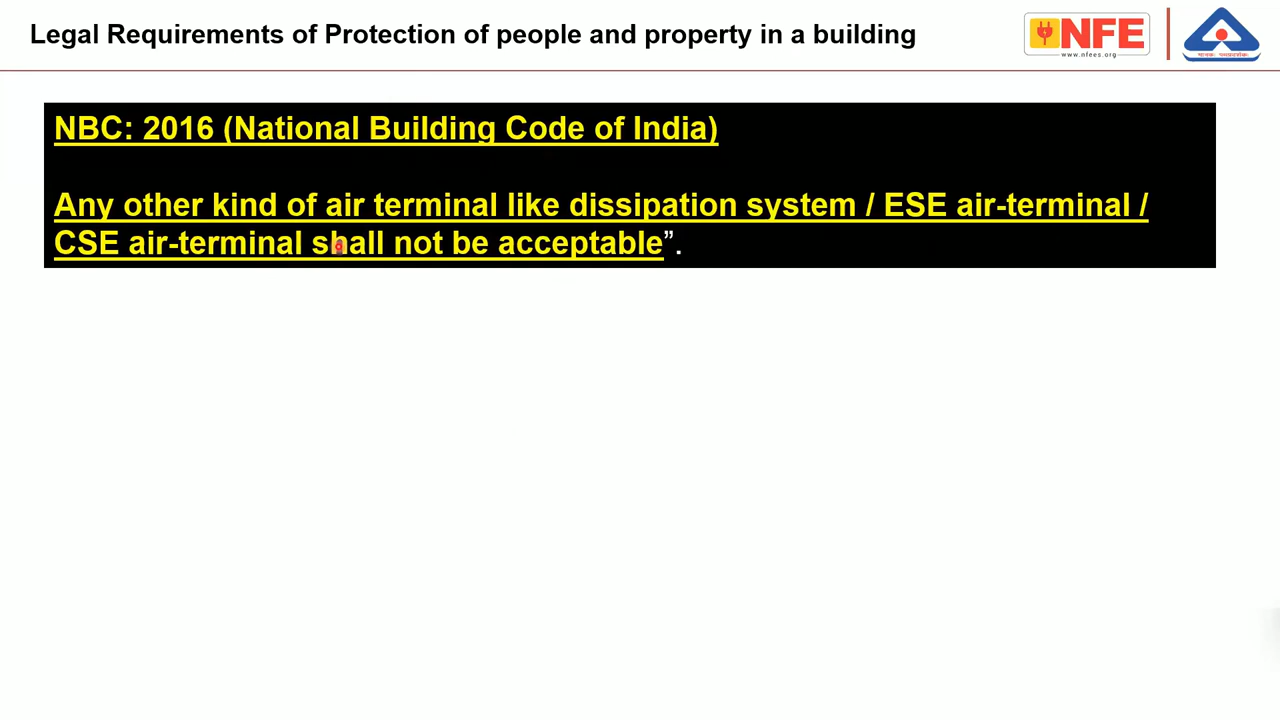 Legal Requirements of Protection of people and property in a building
NFE
www.nfees.org
NBC: 2016 (National Building Code of India)
Any other kind of air terminal like dissipation system / ESE air-terminal /
CSE air-terminal shall not be acceptable”.